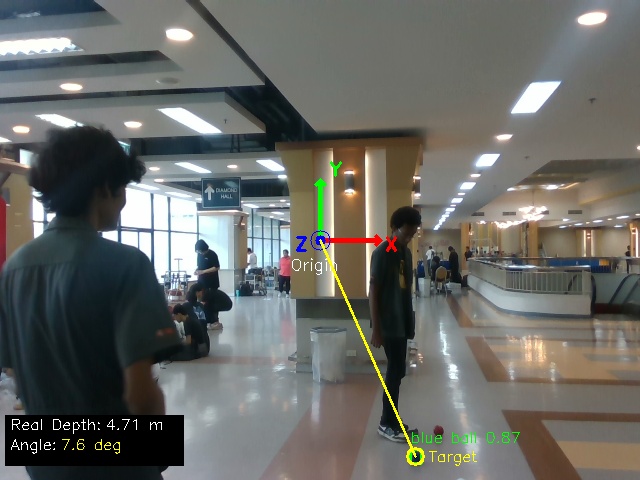 DIAMOND
HALL
Y
Z
X
Origin
Real Depth: 4.71 m
Angle: 7.6 deg
blue ball 0.87
Target